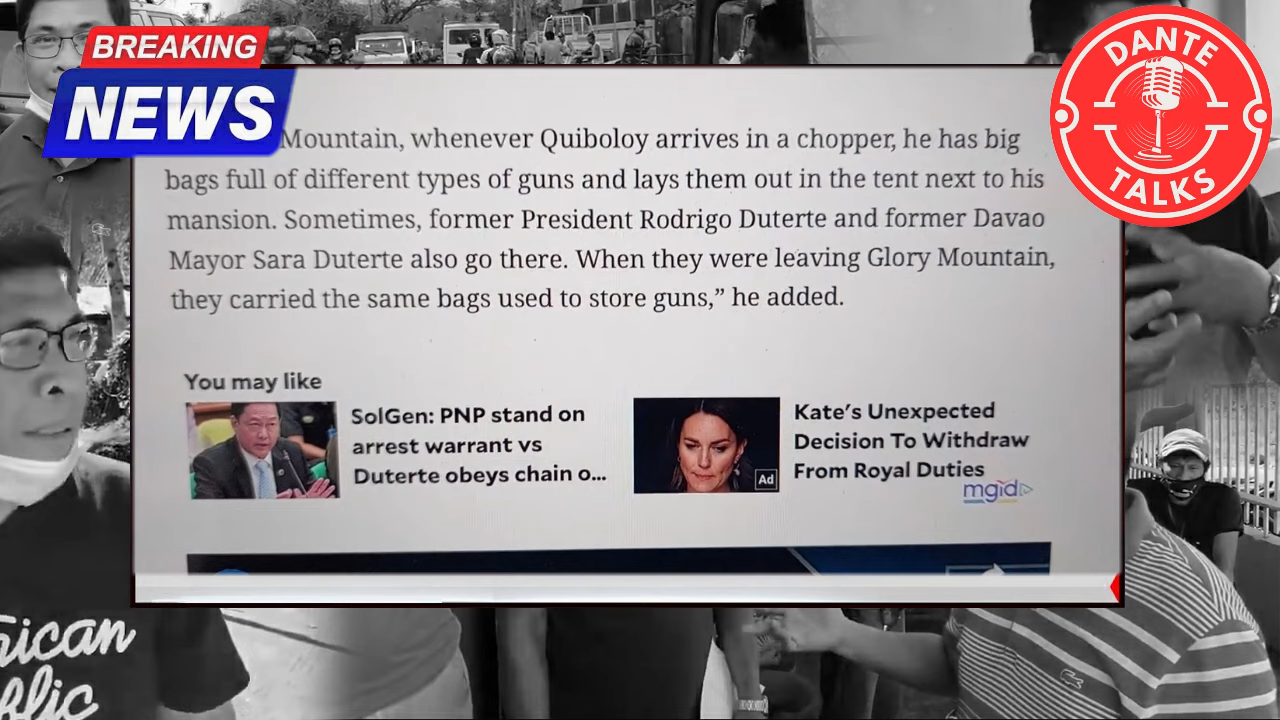 BREAKING
NEWS
DANTE
TALKS
Mountain, whenever Quiboloy arrives in a chopper, he has big
bags full of different types of guns and lays them out in the tent next to his
mansion. Sometimes, former President Rodrigo Duterte and former Davao
Mayor Sara Duterte also go there. When they were leaving Glory Mountain,
they carried the same bags used to store guns,” he added.
You may like
SolGen: PNP stand on
arrest warrant vs
Duterte obeys chain o...
Kate's Unexpected
Decision To Withdraw
From Royal Duties
Ad
mgid